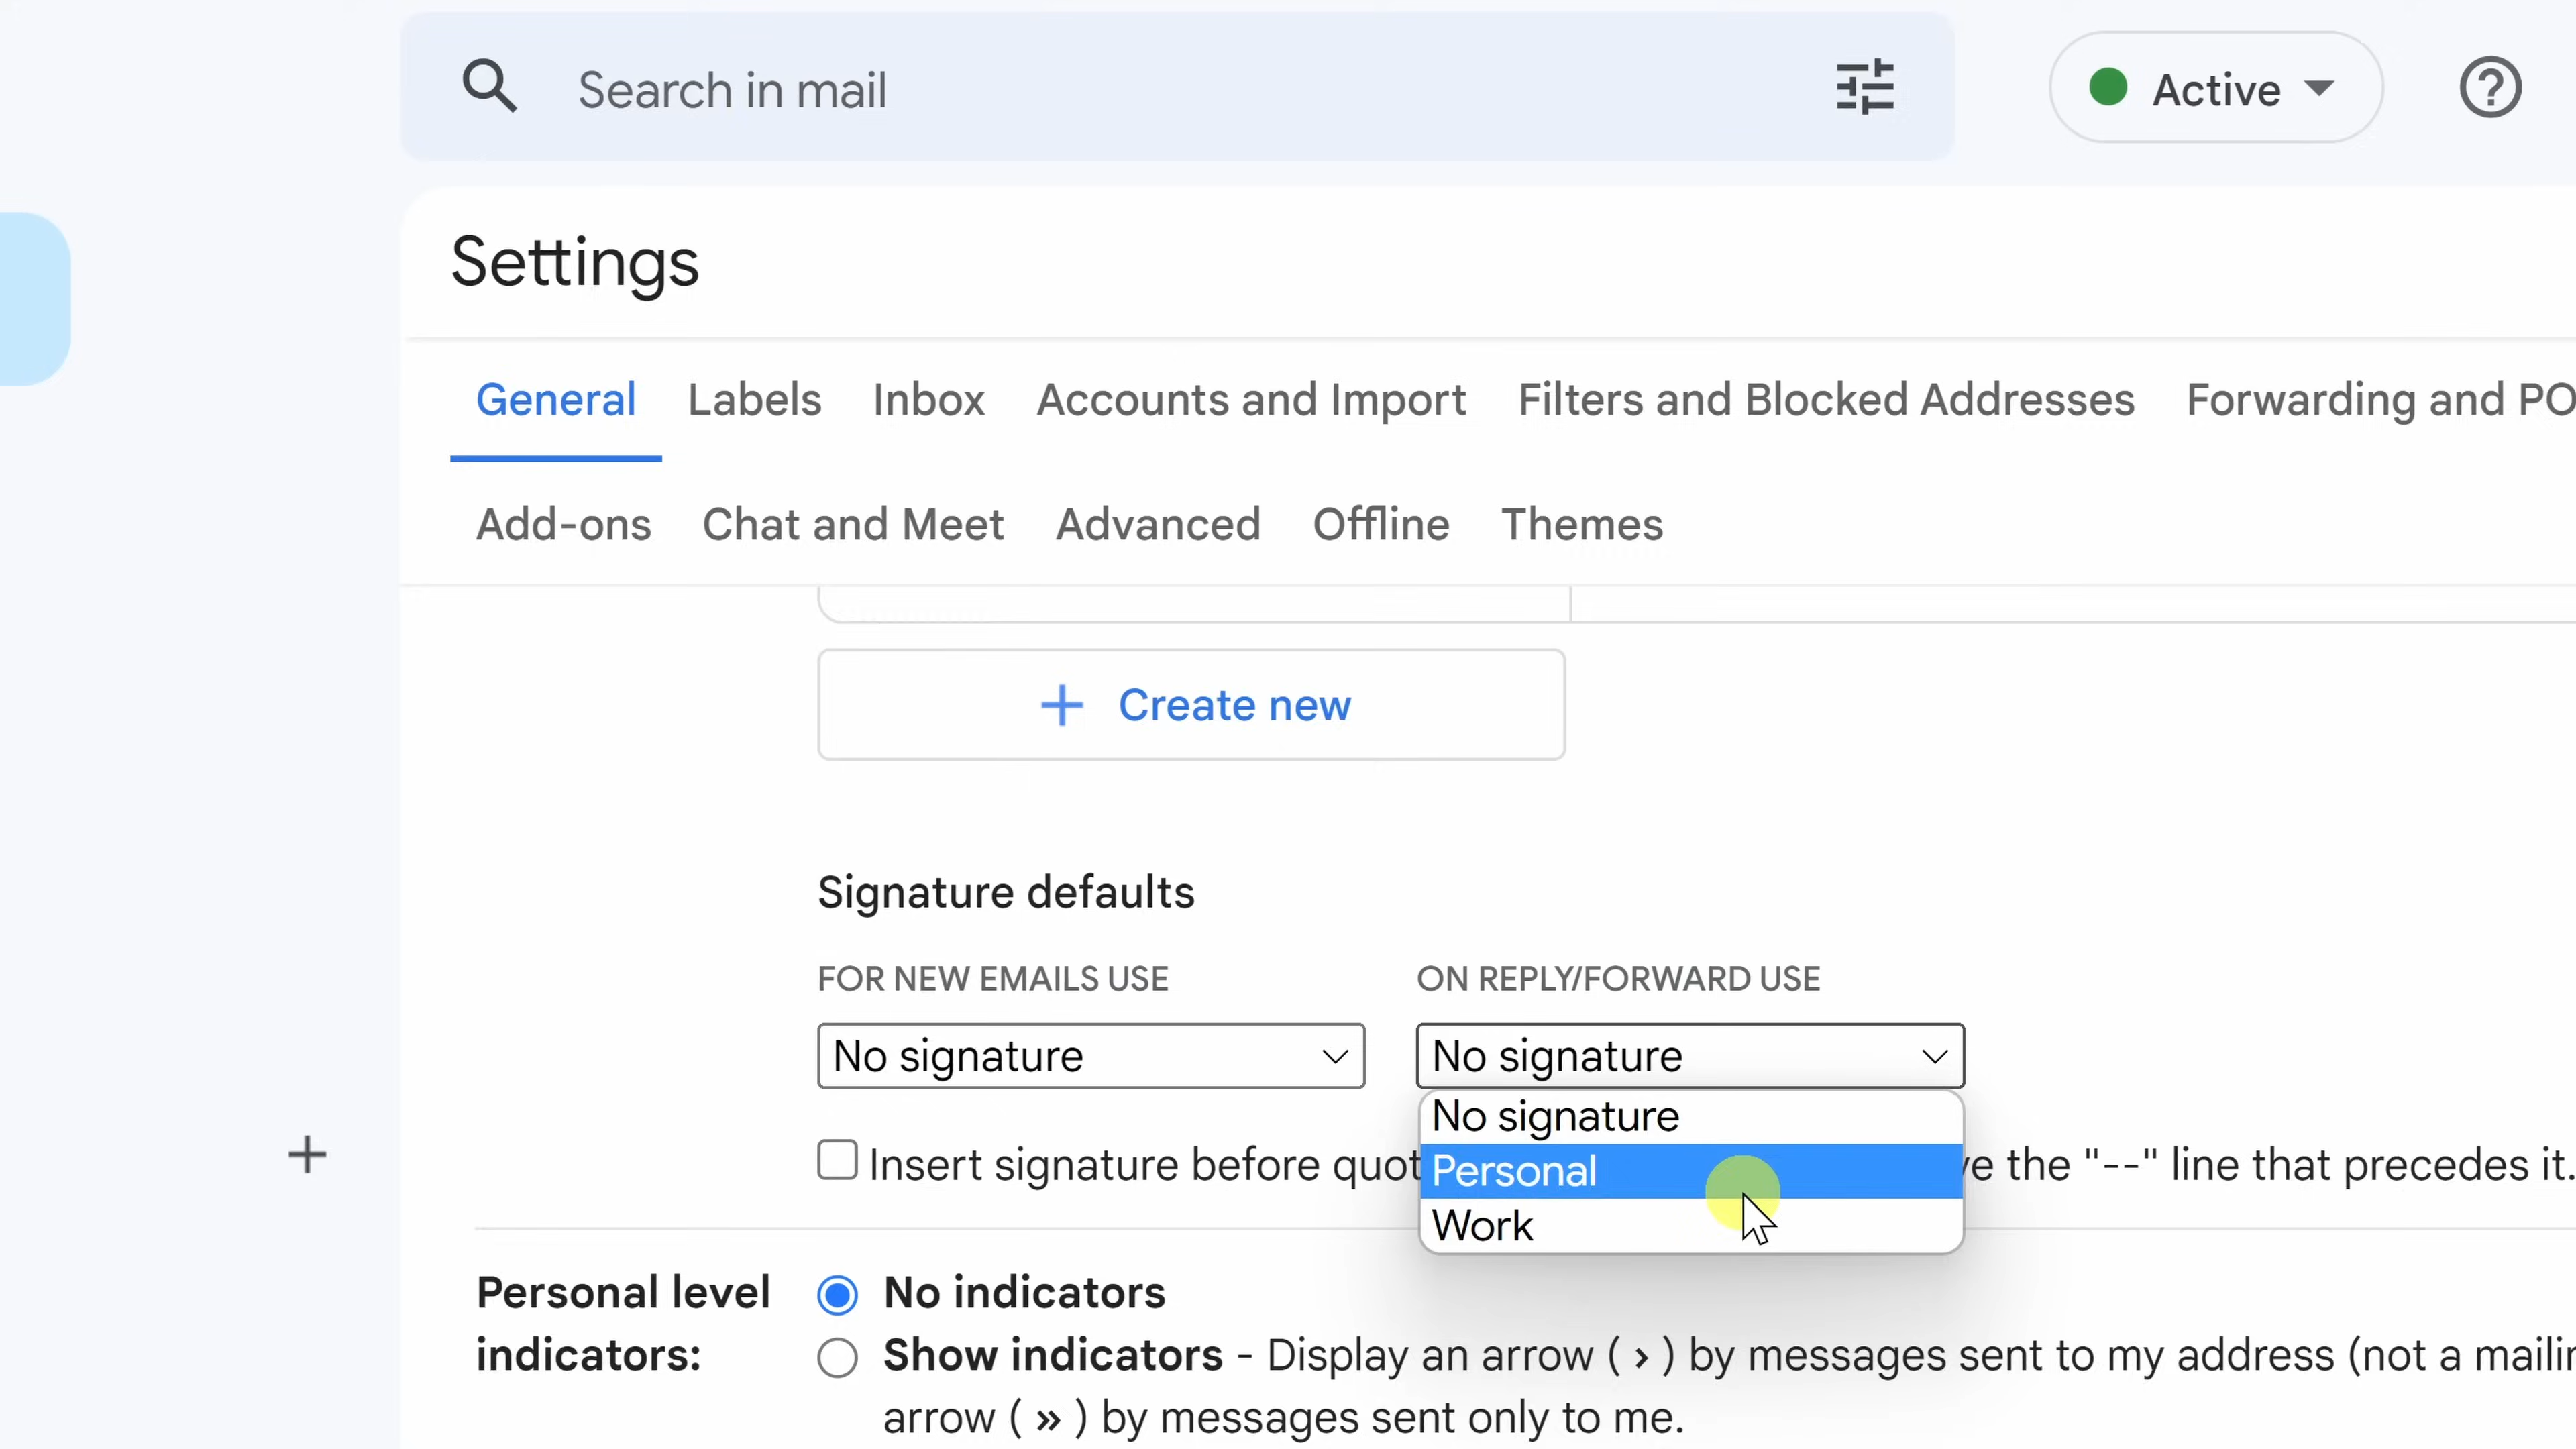 Search in mail
Active
Settings
General Labels Inbox Accounts and Import Filters and Blocked Addresses Forwarding and PO
Add-ons Chat and Meet Advanced Offline Themes
+ Create new
Signature defaults
FOR NEW EMAILS USE ON REPLY/FORWARD USE
No signature No signature
No signature
Insert signature before quot Personal ve the "--" line that precedes it.
Work
Personal level indicators:
No indicators
Show indicators - Display an arrow ( › ) by messages sent to my address (not a mailin
arrow ( » ) by messages sent only to me.